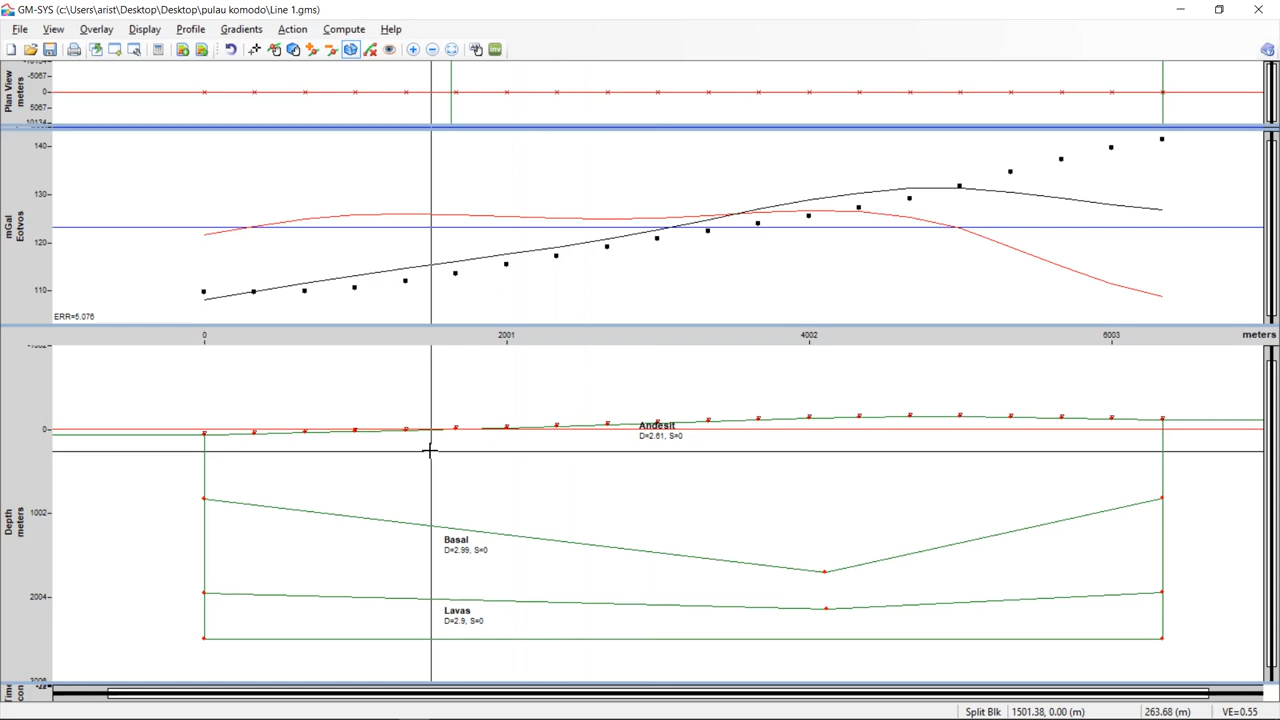 GM-SYS (c:\Users\arist\Desktop\Desktop\pulau komodo\Line 1.gms)
File View Overlay Display Profile Gradients Action Compute Help
inv
-5067
0
5067
10134
Plan View
meters
140
130
120
110
mGal
Eotvos
ERR=5.076
0 2001 4002 6003 meters
0
1002
2004
Depth
meters
Andesit
D=2.61, S=0
Basal
D=2.99, S=0
Lavas
D=2.9, S=0
Split Blk 1501.38, 0.00 (m) 263.68 (m) VE=0.55